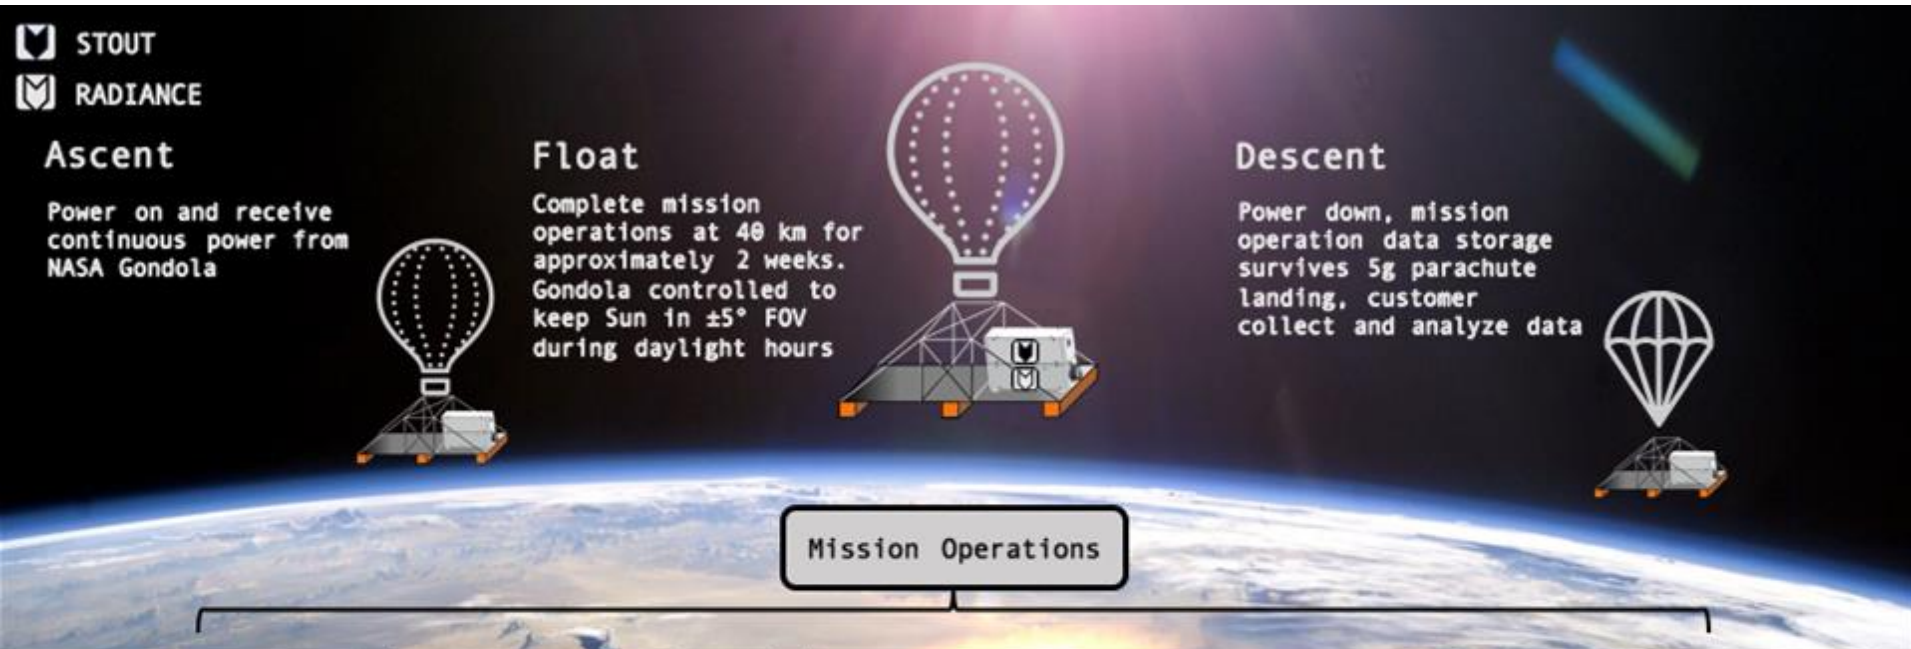 STOUT
RADIANCE
Ascent
Power on and receive
continuous power from
NASA Gondola
Float
Complete mission
operations at 40 km for
approximately 2 weeks.
Gondola controlled to
keep Sun in ±5° FOV
during daylight hours
Descent
Power down, mission
operation data storage
survives 5g parachute
landing, customer
collect and analyze data
Mission Operations